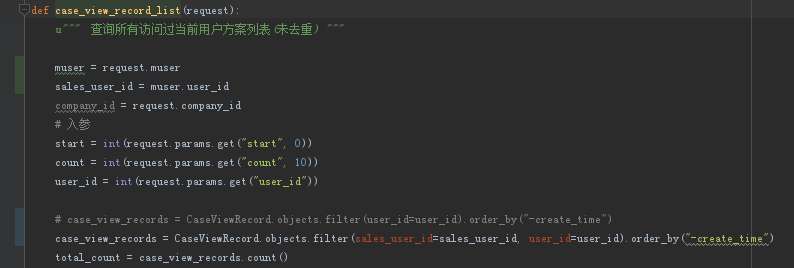 def case_view_record_list(request):
u""" 查询所有访问过当前用户方案列表(未去重) """
muser = request.muser
sales_user_id = muser.user_id
company_id = request.company_id
# 入参
start = int(request.params.get("start", 0))
count = int(request.params.get("count", 10))
user_id = int(request.params.get("user_id"))
# case_view_records = CaseViewRecord.objects.filter(user_id=user_id).order_by("-create_time")
case_view_records = CaseViewRecord.objects.filter(sales_user_id=sales_user_id, user_id=user_id).order_by("-create_time")
total_count = case_view_records.count()